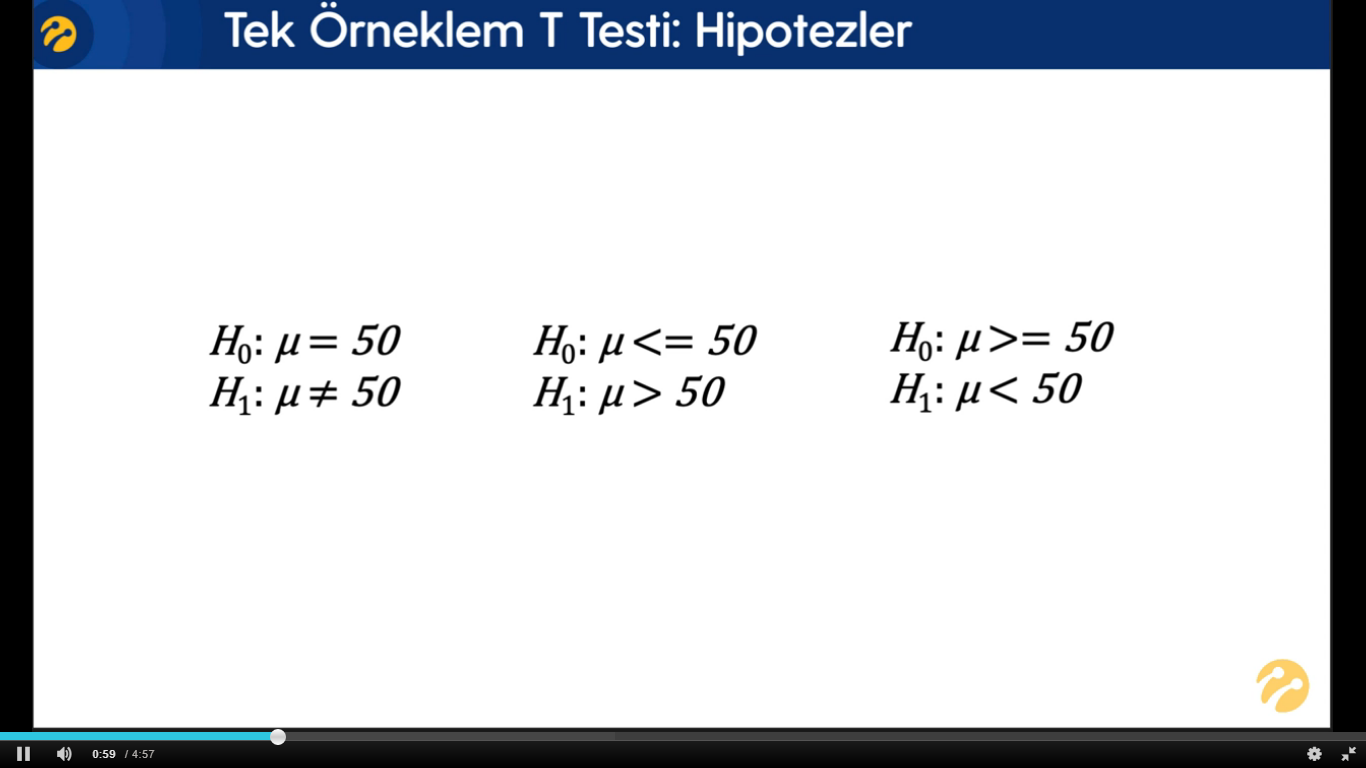 Tek Örneklem T Testi: Hipotezler
H₀: μ = 50
H₁: μ ≠ 50
H₀: μ <= 50
H₁: μ > 50
H₀: μ >= 50
H₁: μ < 50
0:59 / 4:57